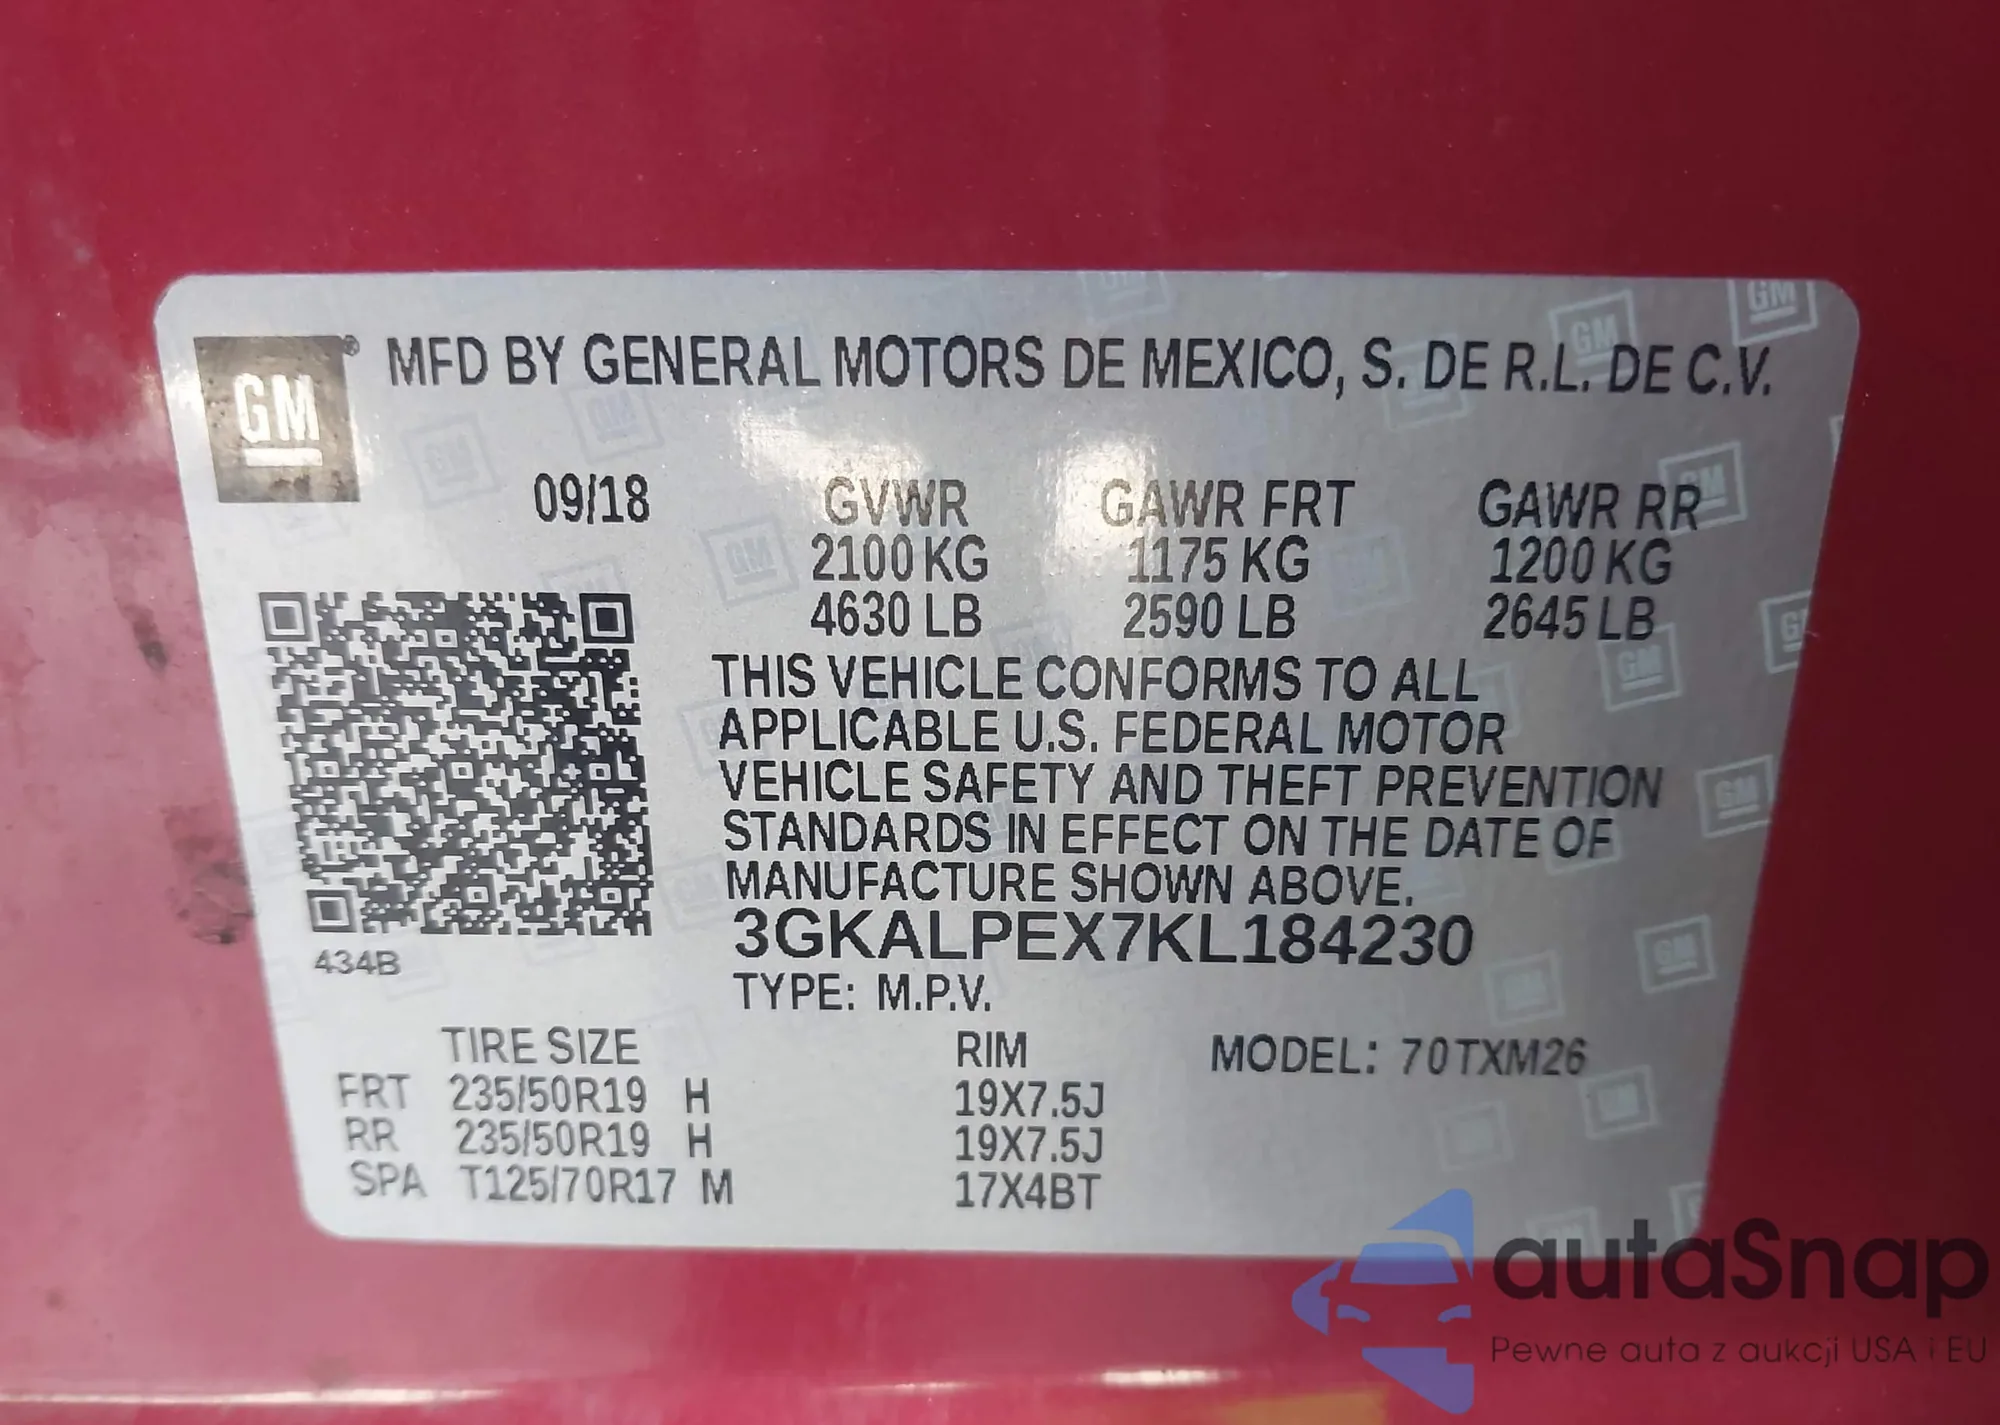 GM® MFD BY GENERAL MOTORS DE MEXICO, S. DE R.L. DE C.V.
09/18 GVWR GAWR FRT GAWR RR
2100 KG 1175 KG 1200 KG
4630 LB 2590 LB 2645 LB
THIS VEHICLE CONFORMS TO ALL
APPLICABLE U.S. FEDERAL MOTOR
VEHICLE SAFETY AND THEFT PREVENTION
STANDARDS IN EFFECT ON THE DATE OF
MANUFACTURE SHOWN ABOVE.
3GKALPEX7KL184230
434B
TYPE: M.P.V.
TIRE SIZE RIM MODEL: 70TXM26
FRT 235/50R19 H 19X7.5J
RR 235/50R19 H 19X7.5J
SPA T125/70R17 M 17X4BT
autaSnap
Pewne auta z aukcji USA i EU